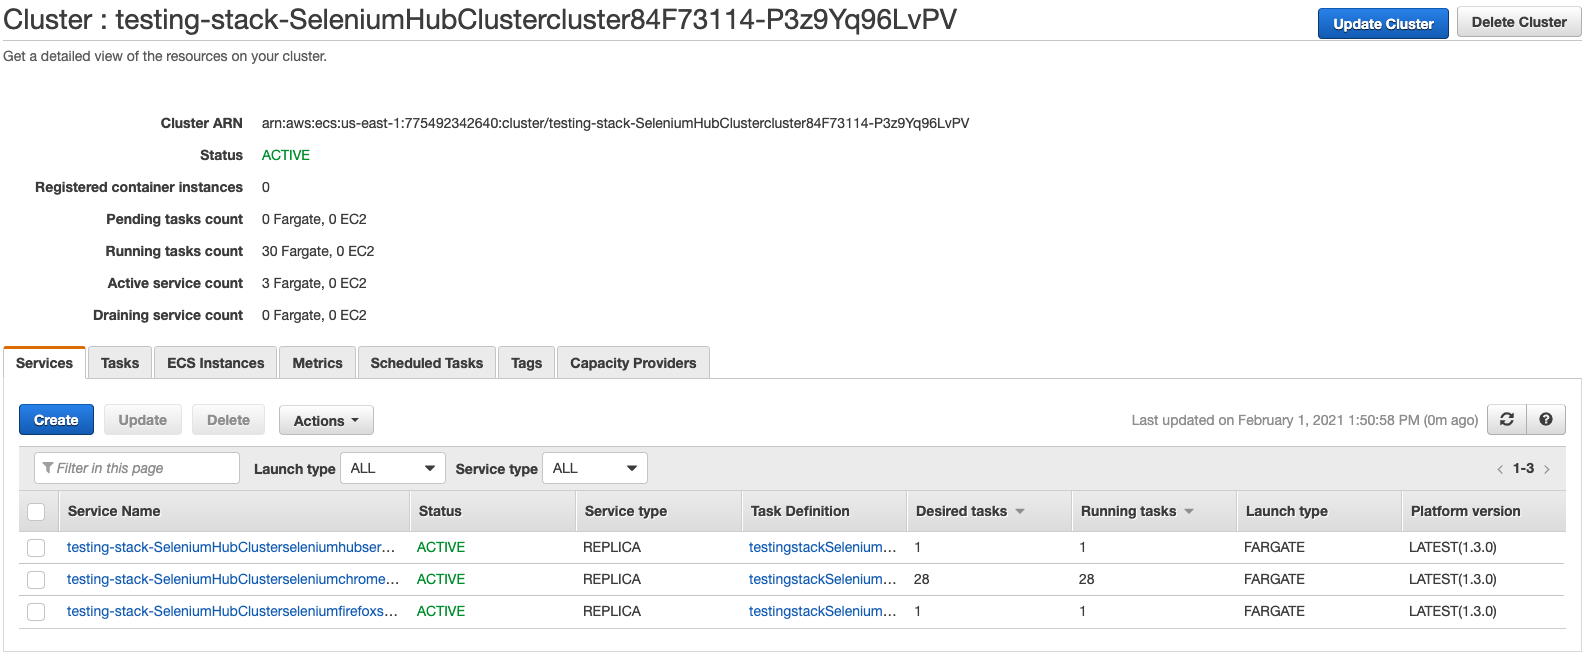 Cluster : testing-stack-SeleniumHubClustercluster84F73114-P3z9Yq96LvPV Update Cluster Delete Cluster
Get a detailed view of the resources on your cluster.
Cluster ARN arn:aws:ecs:us-east-1:775492342640:cluster/testing-stack-SeleniumHubClustercluster84F73114-P3z9Yq96LvPV
Status ACTIVE
Registered container instances 0
Pending tasks count 0 Fargate, 0 EC2
Running tasks count 30 Fargate, 0 EC2
Active service count 3 Fargate, 0 EC2
Draining service count 0 Fargate, 0 EC2
Services Tasks ECS Instances Metrics Scheduled Tasks Tags Capacity Providers
Create Update Delete Actions Last updated on February 1, 2021 1:50:58 PM (0m ago)
Filter in this page Launch type ALL Service type ALL < 1-3 >
Service Name Status Service type Task Definition Desired tasks Running tasks Launch type Platform version
testing-stack-SeleniumHubClusterseleniumhubser... ACTIVE REPLICA testingstackSelenium... 1 1 FARGATE LATEST(1.3.0)
testing-stack-SeleniumHubClusterseleniumchrome... ACTIVE REPLICA testingstackSelenium... 28 28 FARGATE LATEST(1.3.0)
testing-stack-SeleniumHubClusterseleniumfirefoxs... ACTIVE REPLICA testingstackSelenium... 1 1 FARGATE LATEST(1.3.0)